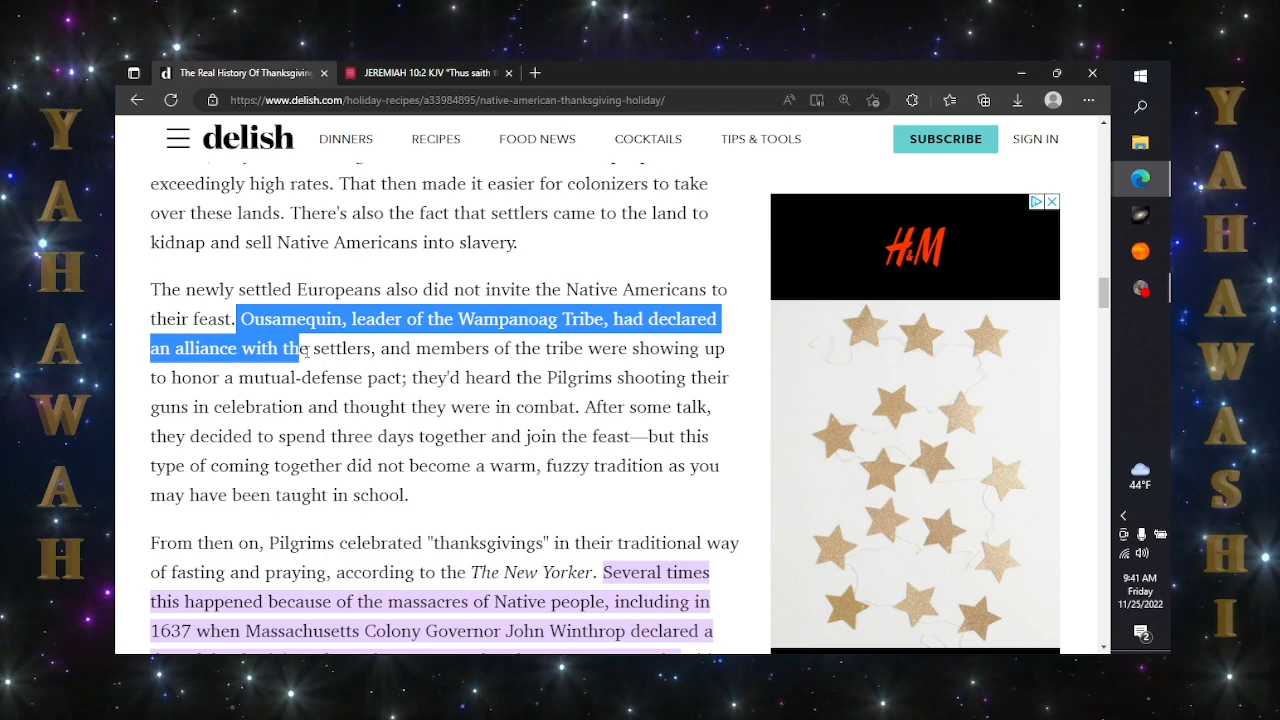 YAHAWAH
YAHAWASHI
The Real History Of Thanksgiving
JEREMIAH 10:2 KJV "Thus saith t
https://www.delish.com/holiday-recipes/a33984895/native-american-thanksgiving-holiday/
delish
DINNERS
RECIPES
FOOD NEWS
COCKTAILS
TIPS & TOOLS
SUBSCRIBE
SIGN IN
exceedingly high rates. That then made it easier for colonizers to take
over these lands. There's also the fact that settlers came to the land to
kidnap and sell Native Americans into slavery.
The newly settled Europeans also did not invite the Native Americans to
their feast. Ousamequin, leader of the Wampanoag Tribe, had declared
an alliance with the settlers, and members of the tribe were showing up
to honor a mutual-defense pact; they'd heard the Pilgrims shooting their
guns in celebration and thought they were in combat. After some talk,
they decided to spend three days together and join the feast—but this
type of coming together did not become a warm, fuzzy tradition as you
may have been taught in school.
From then on, Pilgrims celebrated "thanksgivings" in their traditional way
of fasting and praying, according to the The New Yorker. Several times
this happened because of the massacres of Native people, including in
1637 when Massachusetts Colony Governor John Winthrop declared a
H&M
44°F
9:41 AM
Friday
11/25/2022
2